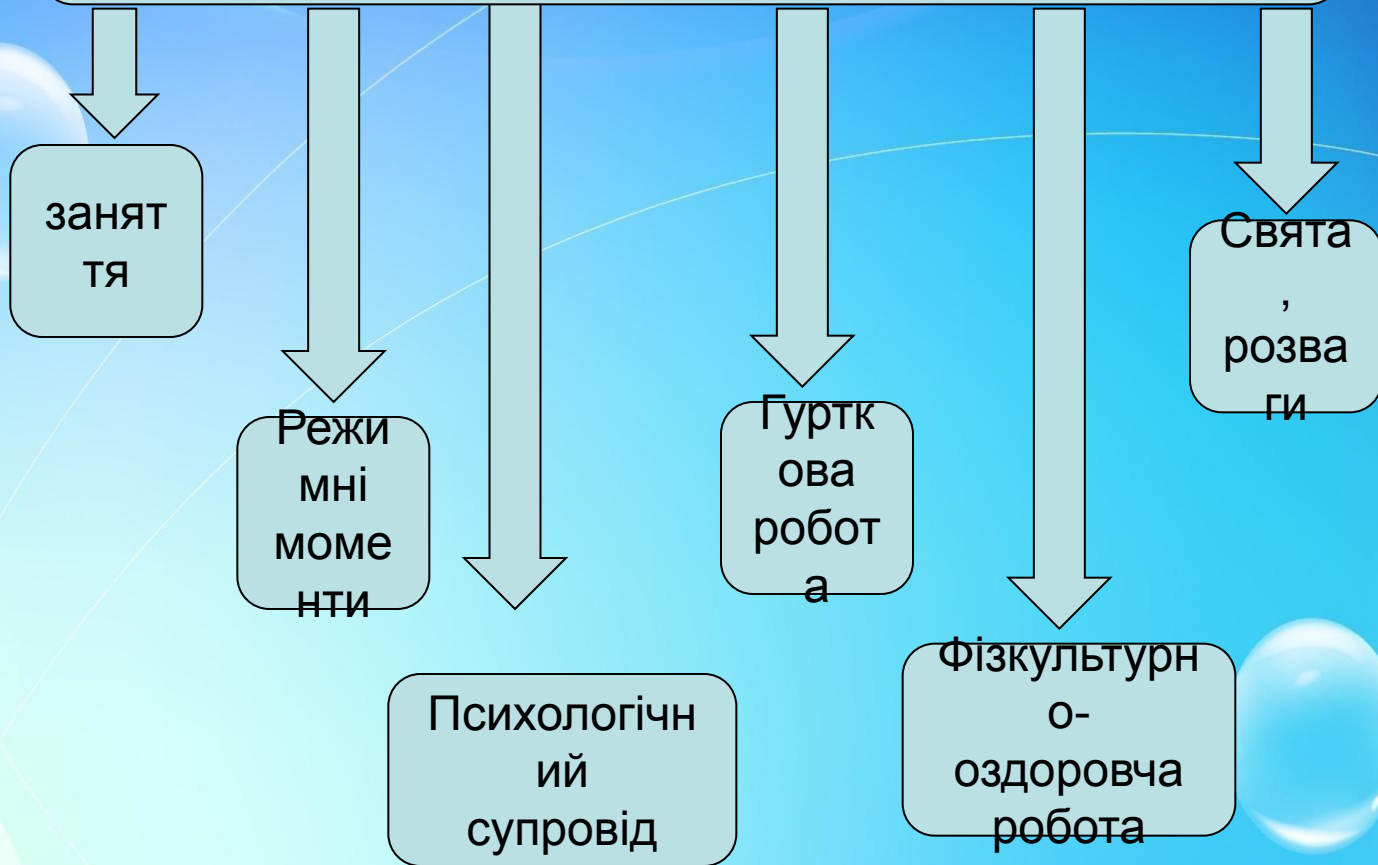 занят
тя
Режи
мні
моме
нти
Психологічн
ий
супровід
Гуртк
ова
робот
а
Фізкультурн
о-
оздоровча
робота
Свята
,
розва
ги